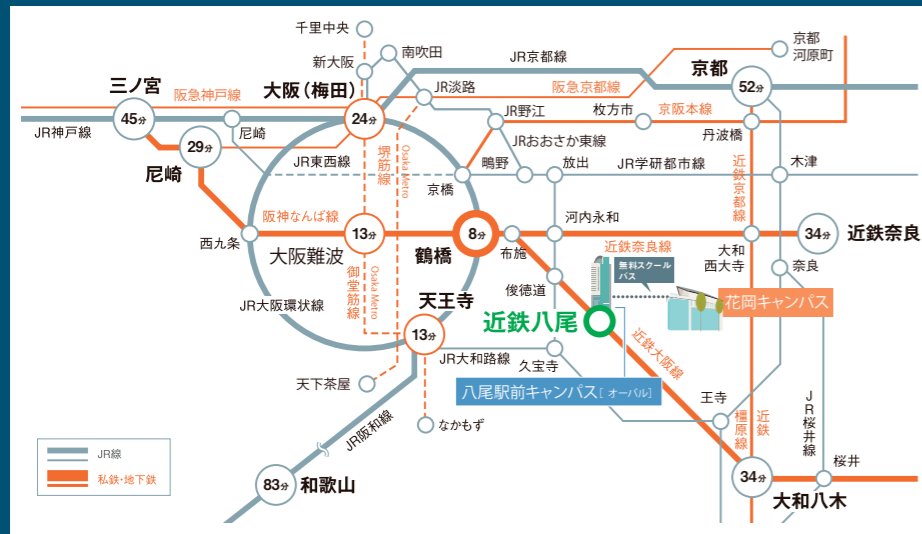 千里中央
新大阪
南吹田
JR京都線
京都
河原町
三ノ宮
阪急神戸線
大阪(梅田)
JR淡路
阪急京都線
京都
52分
45分
JR神戸線
尼崎
24分
JR野江
枚方市
京阪本線
丹波橋
29分
尼崎
JR東西線
堺筋線
Osaka Metro
JRおおさか東線
鴫野
放出
JR学研都市線
京橋
木津
近鉄京都線
阪神なんば線
西九条
13分
大阪難波
8分
鶴橋
布施
河内永和
近鉄奈良線
34分
近鉄奈良
大和
西大寺
奈良
御堂筋線
Osaka Metro
JR大阪環状線
天王寺
13分
俊徳道
無料スクール
バス
花岡キャンパス
近鉄八尾
近鉄大阪線
JR大和路線
久宝寺
八尾駅前キャンパス[オーバル]
天下茶屋
なかもず
JR阪和線
王寺
近鉄
橿原線
JR桜井線
桜井
83分
和歌山
34分
大和八木
JR線
私鉄・地下鉄